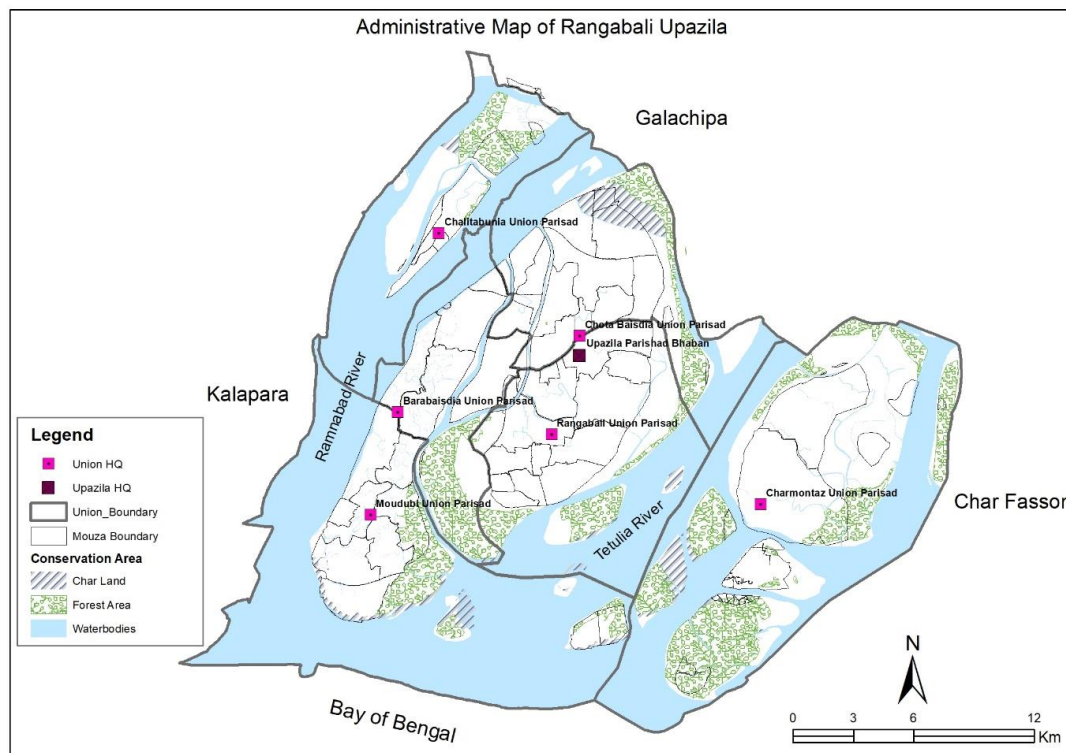 Administrative Map of Rangabali Upazila
Galachipa
Chalitabunia Union Parisad
Chota Baisdia Union Parisad
Upazila Parishad Bhaban
Kalapara
Ramnabad River
Barabaisdia Union Parisad
Rangabali Union Parisad
Moudubi Union Parisad
Charmontaz Union Parisad
Char Fasson
Tetulia River
Bay of Bengal
Legend
Union HQ
Upazila HQ
Union_Boundary
Mouza Boundary
Conservation Area
Char Land
Forest Area
Waterbodies
N
0 3 6 12
Km